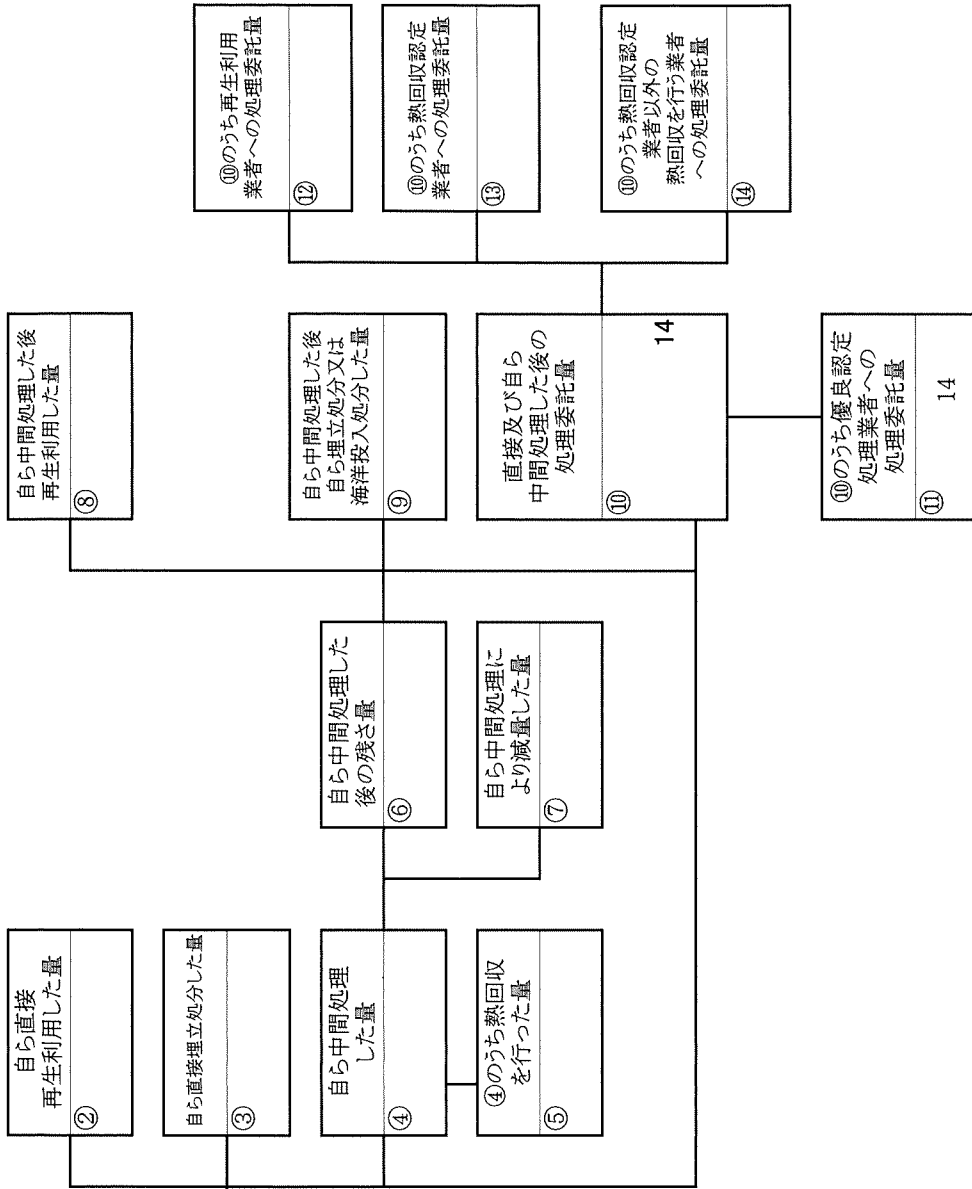 自ら直接
再生利用した量
②
自ら直接埋立処分した量
③
自ら中間処理
した量
④
④のうち熱回収
を行った量
⑤
自ら中間処理した
後の残さ量
⑥
自ら中間処理に
より減量した量
⑦
自ら中間処理した後
再生利用した量
⑧
自ら中間処理した後
自ら埋立処分又は
海洋投入処分した量
⑨
直接及び自ら
中間処理した後の
処理委託量
⑩
14
⑩のうち優良認定
処理業者への
処理委託量
⑪
14
⑩のうち再生利用
業者への処理委託量
⑫
⑩のうち熱回収認定
業者への処理委託量
⑬
⑩のうち熱回収認定
業者以外の
熱回収を行う業者
への処理委託量
⑭